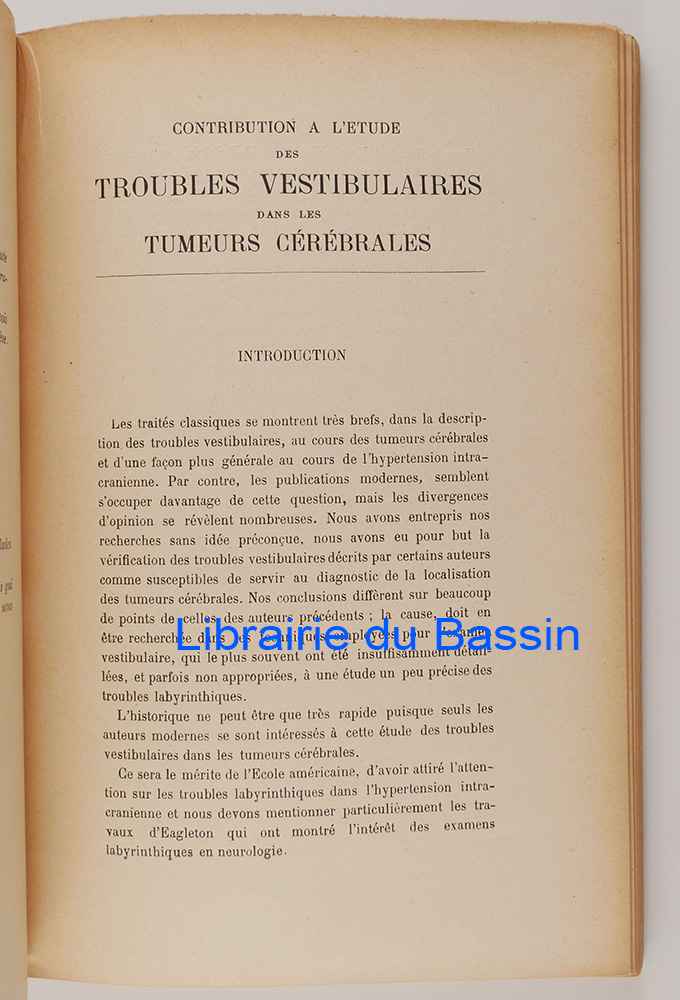 CONTRIBUTION A L'ETUDE
DES
TROUBLES VESTIBULAIRES
DANS LES
TUMEURS CÉRÉBRALES
INTRODUCTION
Les traités classiques se montrent très brefs, dans la descrip-
tion des troubles vestibulaires, au cours des tumeurs cérébrales
et d'une façon plus générale au cours de l'hypertension intra-
cranienne. Par contre, les publications modernes, semblent
s'occuper davantage de cette question, mais les divergences
d'opinion se révèlent nombreuses. Nous avons entrepris nos
recherches sans idée préconçue, nous avons eu pour but la
vérification des troubles vestibulaires décrits par certains auteurs
comme susceptibles de servir au diagnostic de la localisation
des tumeurs cérébrales. Nos conclusions diffèrent sur beaucoup
de points de celles des auteurs précédents ; la cause, doit en
être recherchée dans les techniques employées pour l'examen
Librairie du Bassin
vestibulaire, qui le plus souvent ont été insuffisamment détail-
lées, et parfois non appropriées, à une étude un peu précise des
troubles labyrinthiques.
L'historique ne peut être que très rapide puisque seuls les
auteurs modernes se sont intéressés à cette étude des troubles
vestibulaires dans les tumeurs cérébrales.
Ce sera le mérite de l'Ecole américaine, d'avoir attiré l'atten-
tion sur les troubles labyrinthiques dans l'hypertension intra-
cranienne et nous devons mentionner particulièrement les tra-
vaux d'Eagleton qui ont montré l'intérêt des examens
labyrinthiques en neurologie.